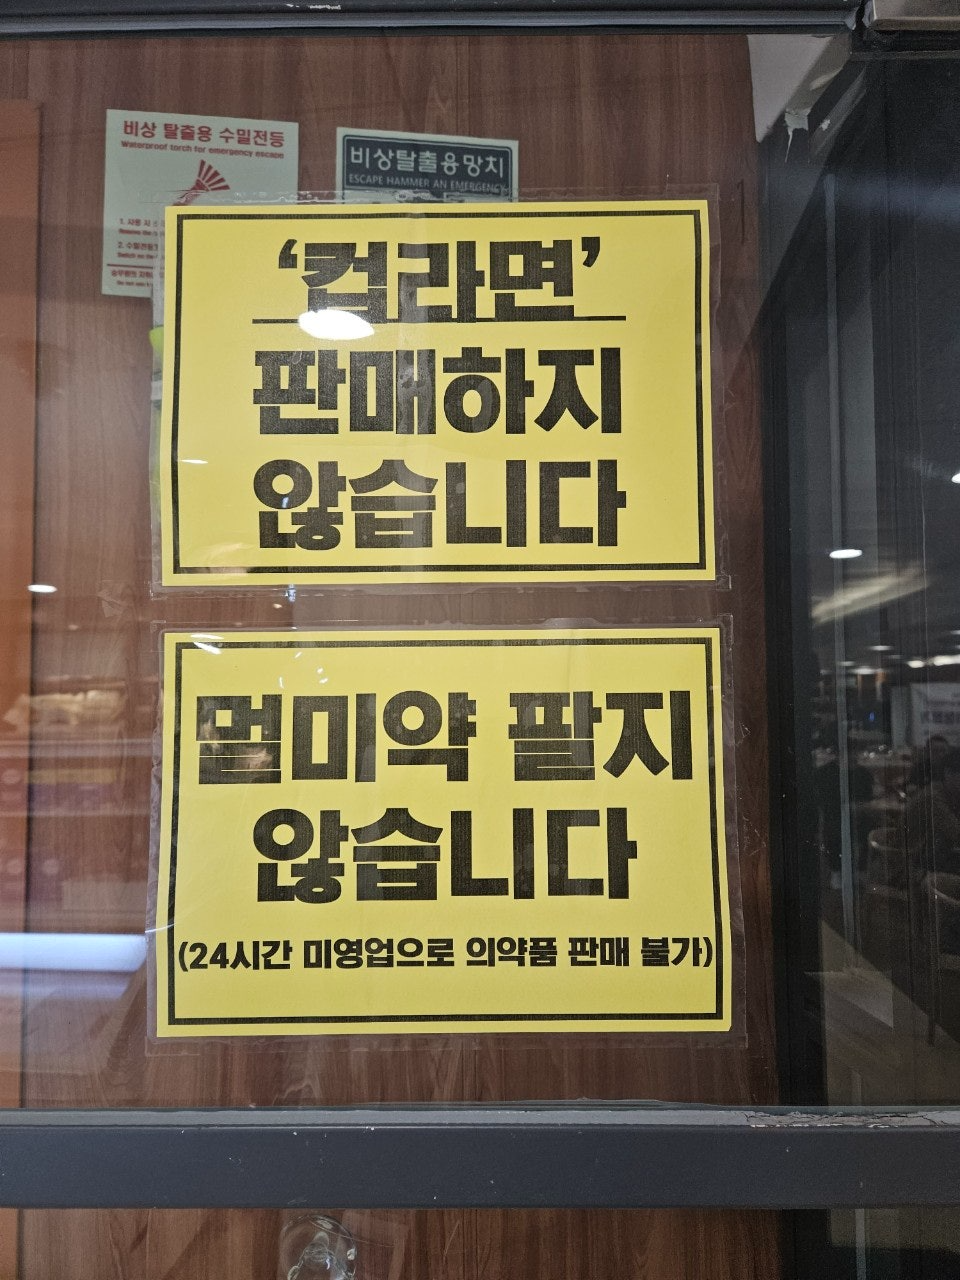 비상 탈출용 수밀전등
Waterproof torch for emergency escape
비상탈출용망치
ESCAPE HAMMER AN EMERGENCY
'컵라면'
판매하지
않습니다
멀미약 팔지
않습니다
(24시간 미영업으로 의약품 판매 불가)